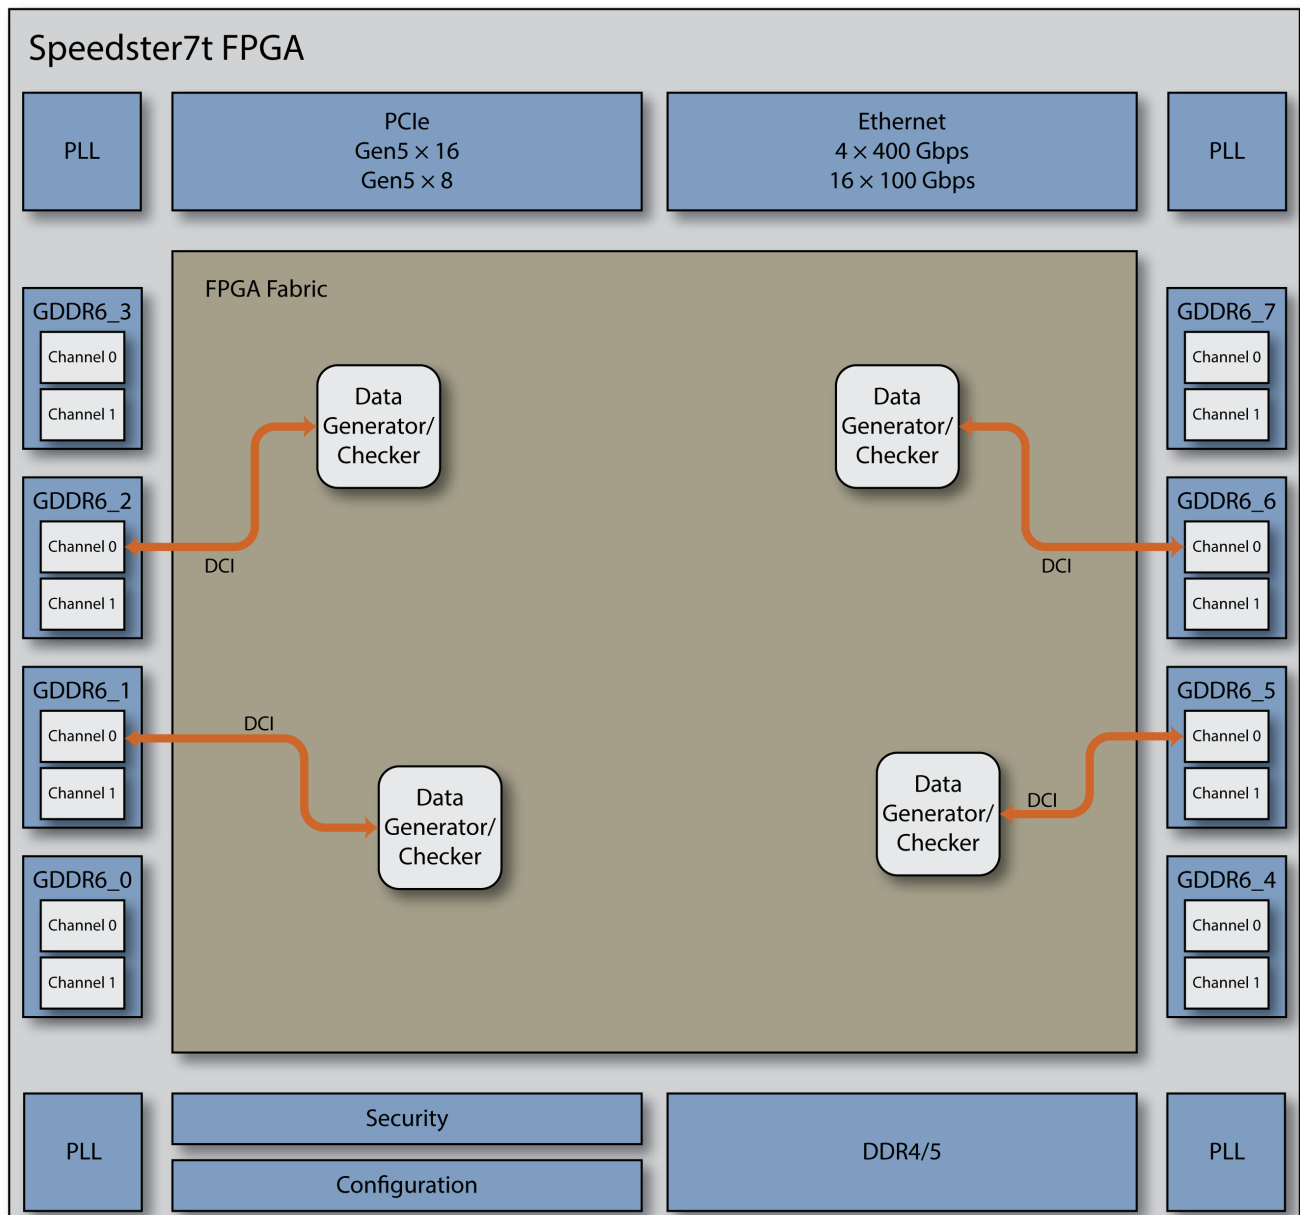 Speedster7t FPGA
PLL
PCIe
Gen5 × 16
Gen5 × 8
Ethernet
4 × 400 Gbps
16 × 100 Gbps
PLL
FPGA Fabric
GDDR6_3
Channel 0
Channel 1
GDDR6_2
Channel 0
Channel 1
GDDR6_1
Channel 0
Channel 1
GDDR6_0
Channel 0
Channel 1
Data
Generator/
Checker
DCI
Data
Generator/
Checker
DCI
DCI
Data
Generator/
Checker
Data
Generator/
Checker
DCI
GDDR6_7
Channel 0
Channel 1
GDDR6_6
Channel 0
Channel 1
GDDR6_5
Channel 0
Channel 1
GDDR6_4
Channel 0
Channel 1
PLL
Security
Configuration
DDR4/5
PLL